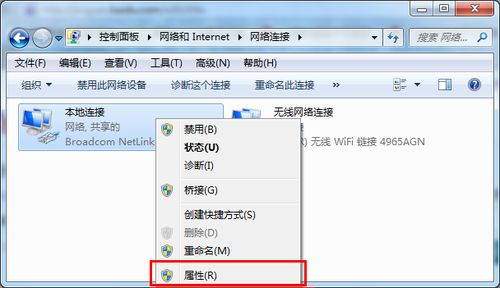 控制面板 ▸ 网络和 Internet ▸ 网络连接 ▸
搜索 网络...
文件(F) 编辑(E) 查看(V) 工具(T) 高级(N) 帮助(H)
组织 禁用此网络设备 诊断这个连接 重命名此连接 »
本地连接
网络, 共享的
Broadcom NetLink
无线网络连接
R) 无线 WiFi 链接 4965AGN
禁用(B)
状态(U)
诊断(I)
桥接(G)
创建快捷方式(S)
删除(D)
重命名(M)
属性(R)